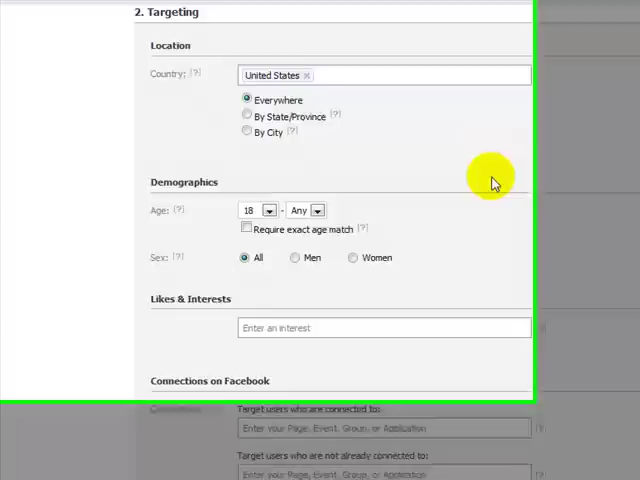 2. Targeting
Location
Country: [?]
United States ×
Everywhere
By State/Province [?]
By City [?]
Demographics
Age: [?] 18 - Any
Require exact age match [?]
Sex: [?] All Men Women
Likes & Interests
Enter an interest
Connections on Facebook
Connections [?] Target users who are connected to:
Enter your Page, Event, Group, or Application [?]
Target users who are not already connected to:
Enter your Page, Event, Group, or Application [?]